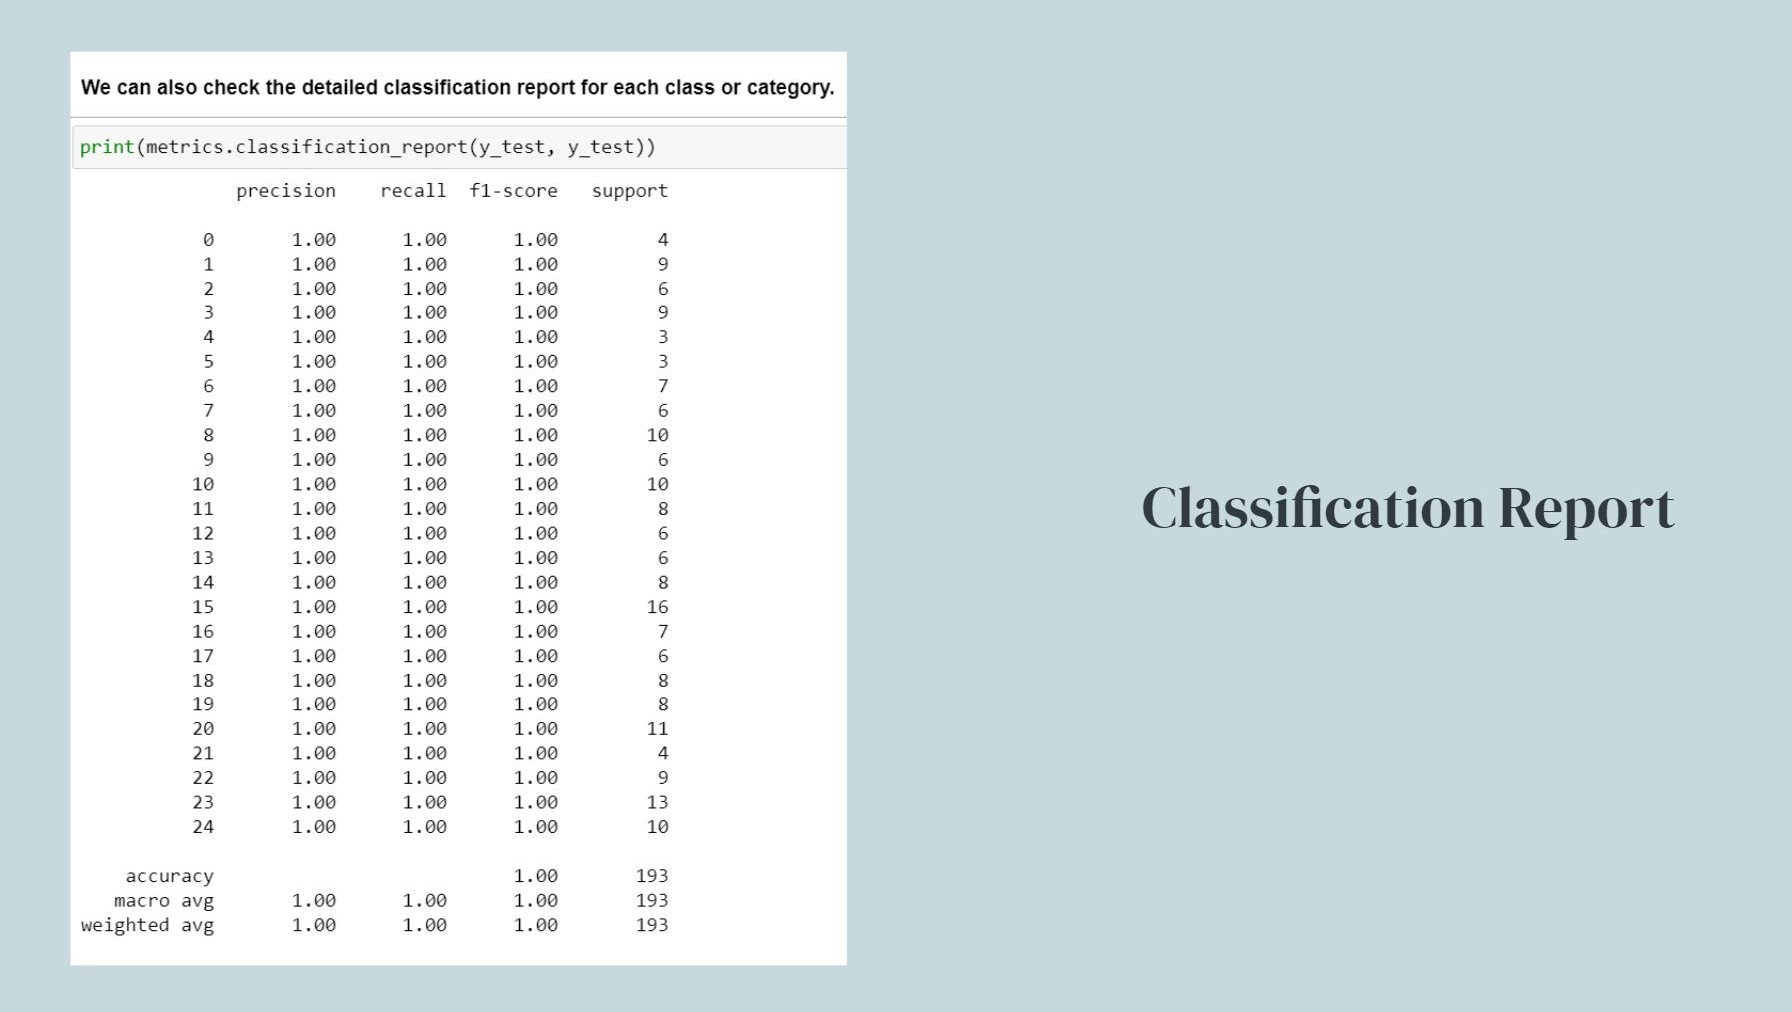 We can also check the detailed classification report for each class or category.
print(metrics.classification_report(y_test, y_test))
precision recall f1-score support
0 1.00 1.00 1.00 4
1 1.00 1.00 1.00 9
2 1.00 1.00 1.00 6
3 1.00 1.00 1.00 9
4 1.00 1.00 1.00 3
5 1.00 1.00 1.00 3
6 1.00 1.00 1.00 7
7 1.00 1.00 1.00 6
8 1.00 1.00 1.00 10
9 1.00 1.00 1.00 6
10 1.00 1.00 1.00 10
11 1.00 1.00 1.00 8
12 1.00 1.00 1.00 6
13 1.00 1.00 1.00 6
14 1.00 1.00 1.00 8
15 1.00 1.00 1.00 16
16 1.00 1.00 1.00 7
17 1.00 1.00 1.00 6
18 1.00 1.00 1.00 8
19 1.00 1.00 1.00 8
20 1.00 1.00 1.00 11
21 1.00 1.00 1.00 4
22 1.00 1.00 1.00 9
23 1.00 1.00 1.00 13
24 1.00 1.00 1.00 10
accuracy 1.00 193
macro avg 1.00 1.00 1.00 193
weighted avg 1.00 1.00 1.00 193
Classification Report